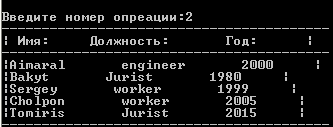 Введите номер опреации:2
¦ Имя: Должность: Год: ¦
¦Aimaral engineer 2000 ¦
¦Bakyt Jurist 1980 ¦
¦Sergey worker 1999 ¦
¦Cholpon worker 2005 ¦
¦Tomiris Jurist 2015 ¦